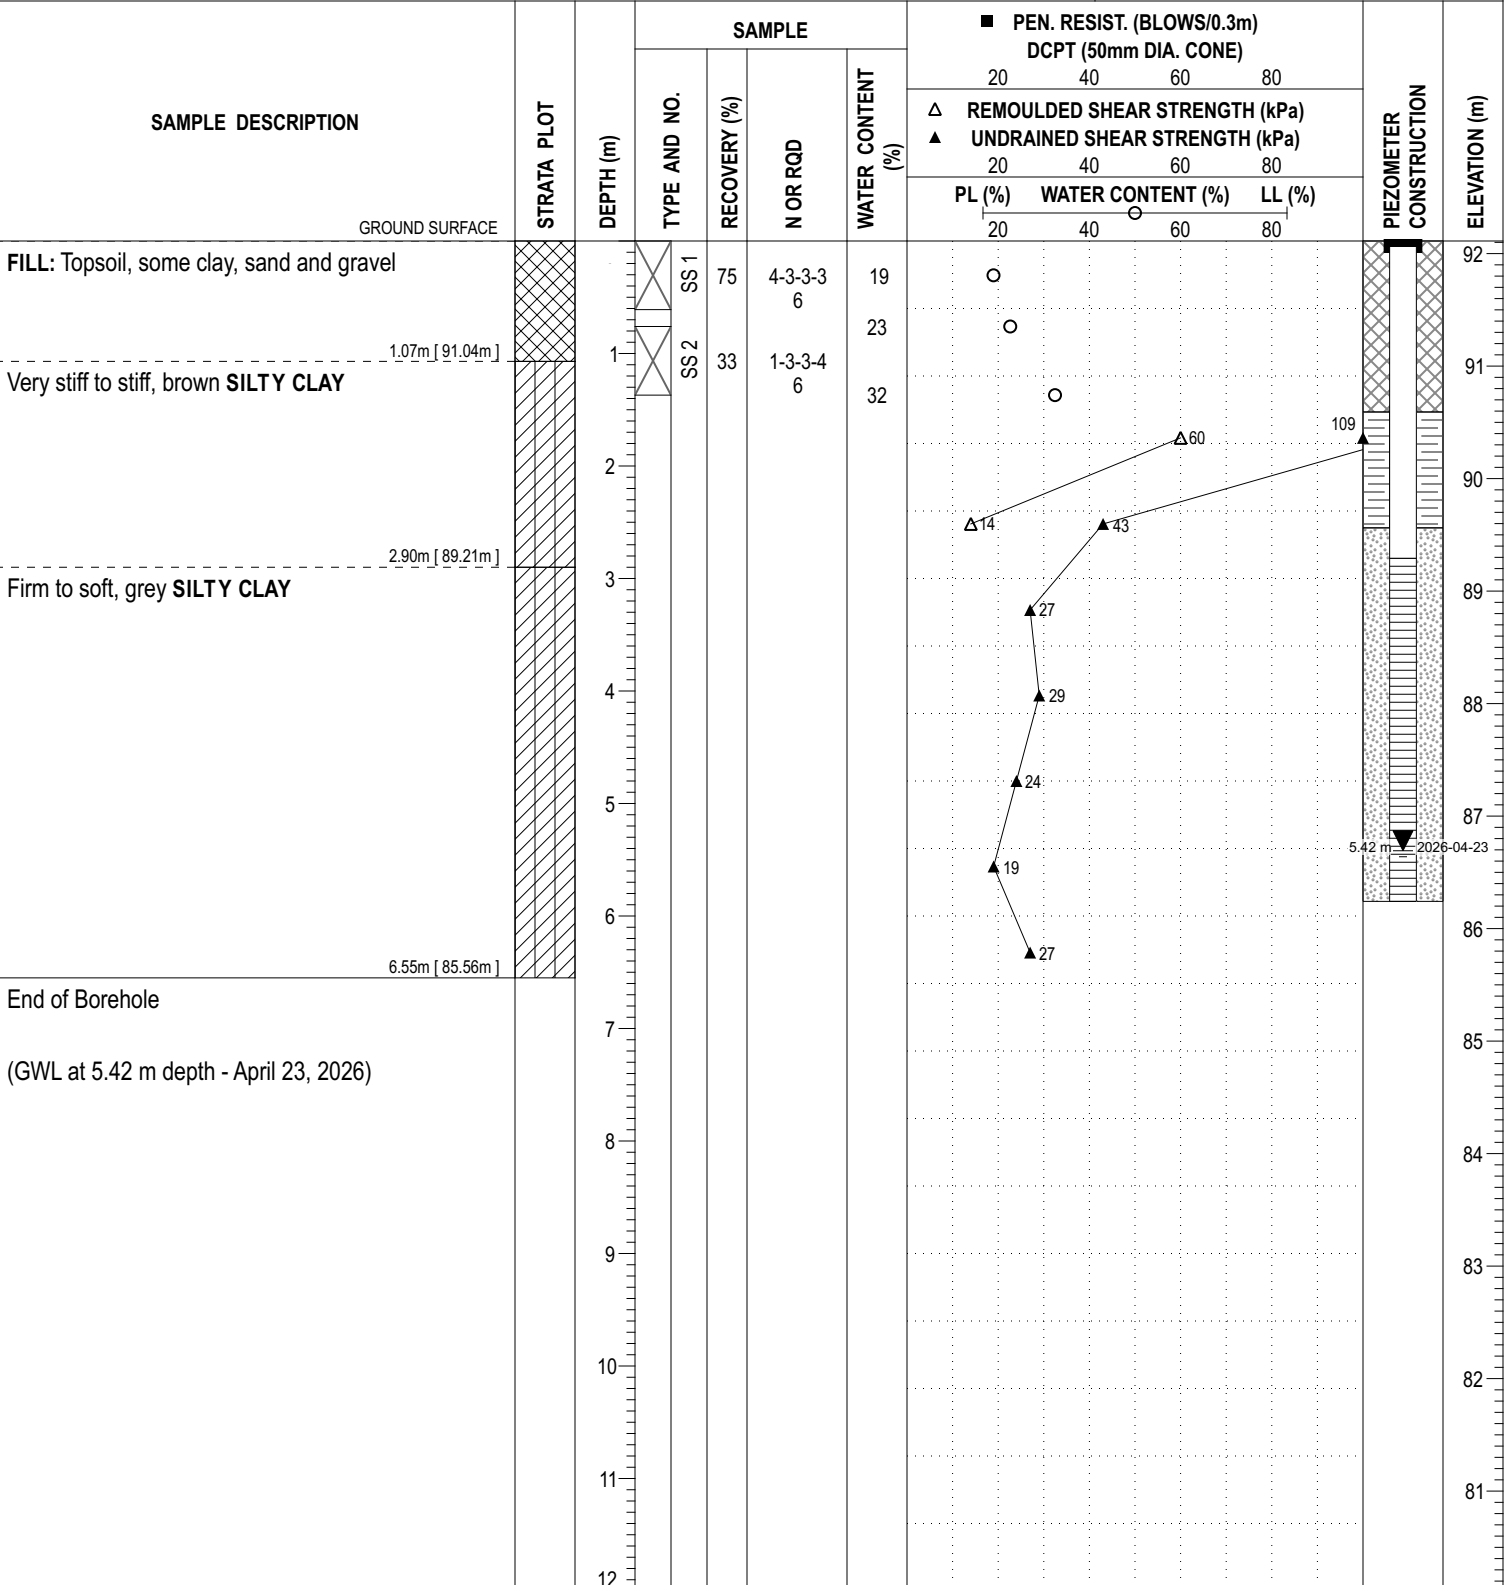 SAMPLE DESCRIPTION
GROUND SURFACE
STRATA PLOT
DEPTH (m)
SAMPLE
TYPE AND NO.
RECOVERY (%)
N OR RQD
WATER CONTENT
(%)
■ PEN. RESIST. (BLOWS/0.3m)
DCPT (50mm DIA. CONE)
20 40 60 80
△ REMOULDED SHEAR STRENGTH (kPa)
▲ UNDRAINED SHEAR STRENGTH (kPa)
20 40 60 80
PL (%) WATER CONTENT (%) LL (%)
20 40 60 80
PIEZOMETER
CONSTRUCTION
ELEVATION (m)
FILL: Topsoil, some clay, sand and gravel
1.07m [ 91.04m ]
Very stiff to stiff, brown SILTY CLAY
2.90m [ 89.21m ]
Firm to soft, grey SILTY CLAY
6.55m [ 85.56m ]
End of Borehole
(GWL at 5.42 m depth - April 23, 2026)
1
2
3
4
5
6
7
8
9
10
11
12
SS 1
75
4-3-3-3
6
19
23
SS 2
33
1-3-3-4
6
32
109
60
14
43
27
29
24
19
27
5.42 m
2026-04-23
92
91
90
89
88
87
86
85
84
83
82
81